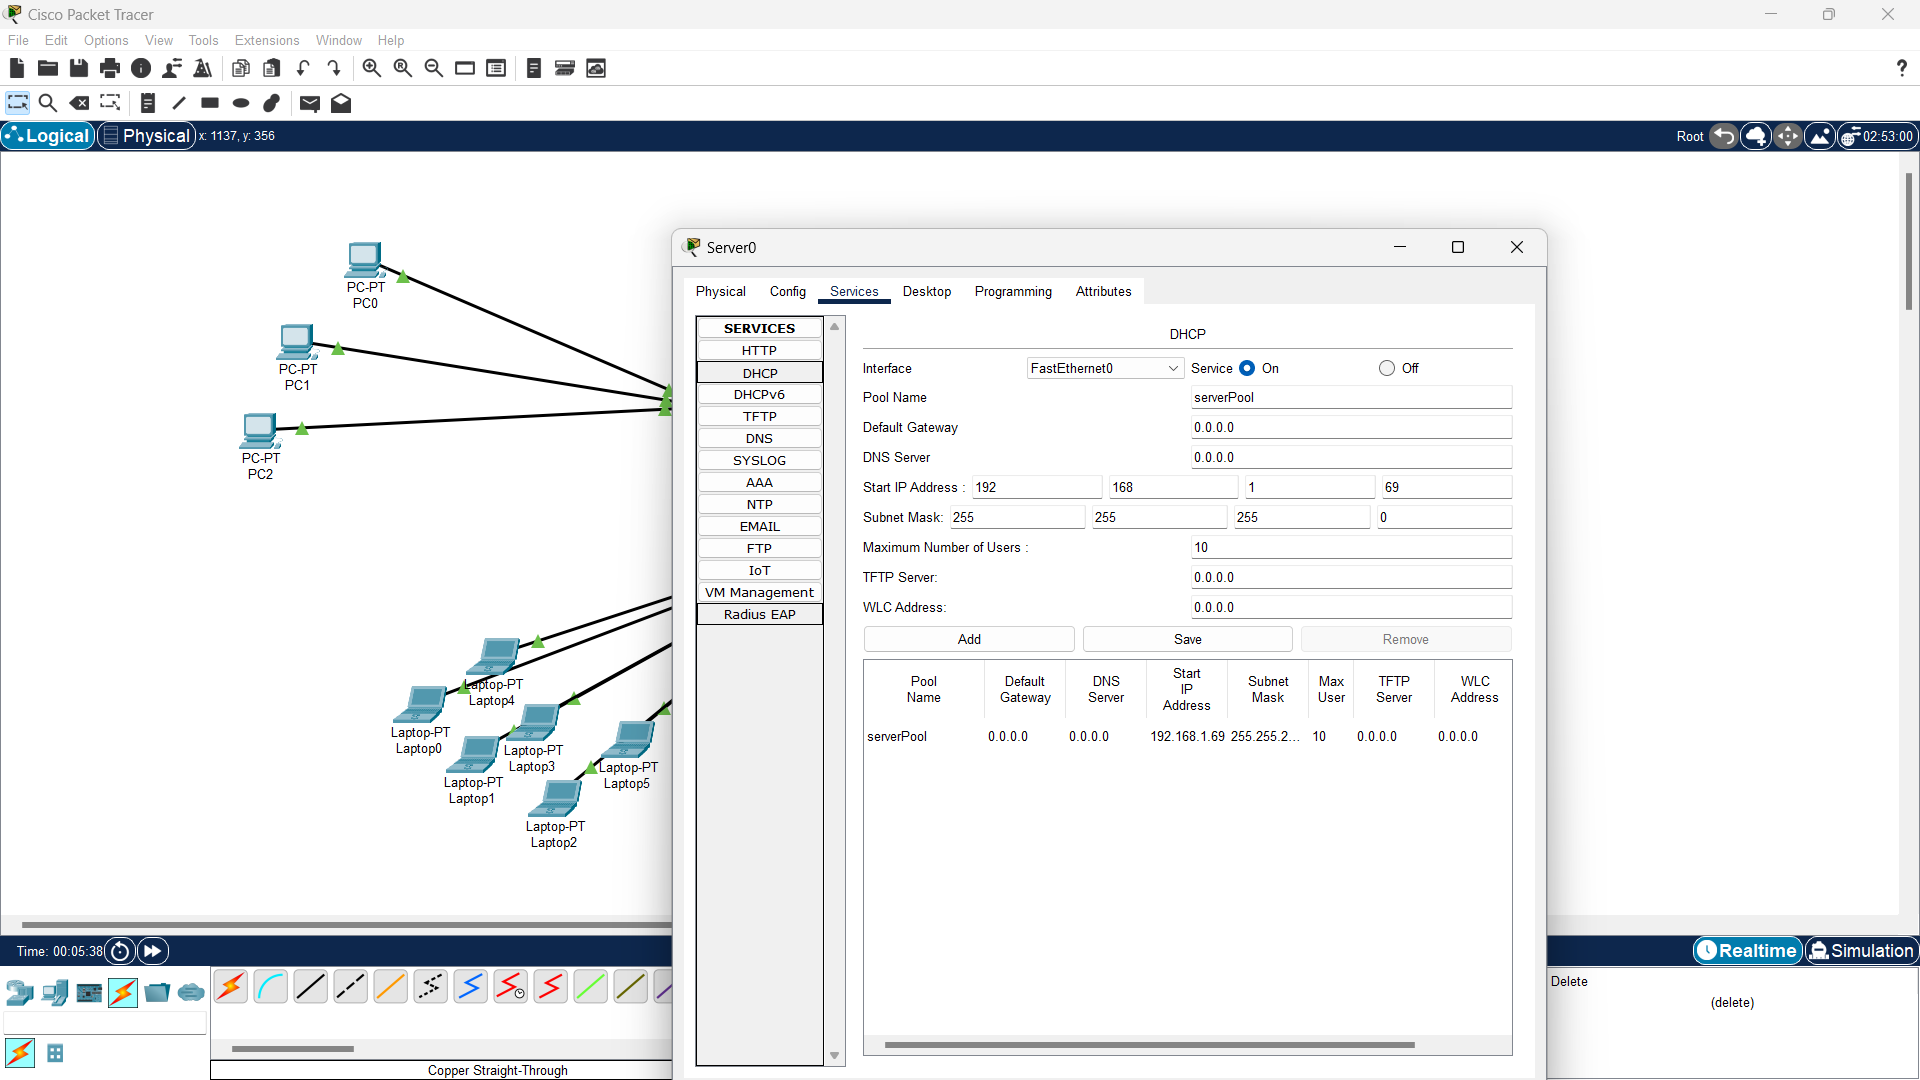 Cisco Packet Tracer
File Edit Options View Tools Extensions Window Help
?
Logical Physical x: 1137, y: 356 Root 02:53:00
PC-PT
PC0
PC-PT
PC1
PC-PT
PC2
Laptop-PT
Laptop4
Laptop-PT
Laptop0
Laptop-PT
Laptop3
Laptop-PT
Laptop1
Laptop-PT
Laptop5
Laptop-PT
Laptop2
Server0
Physical Config Services Desktop Programming Attributes
SERVICES
HTTP
DHCP
DHCPv6
TFTP
DNS
SYSLOG
AAA
NTP
EMAIL
FTP
IoT
VM Management
Radius EAP
DHCP
Interface FastEthernet0 Service On Off
Pool Name serverPool
Default Gateway 0.0.0.0
DNS Server 0.0.0.0
Start IP Address : 192 168 1 69
Subnet Mask: 255 255 255 0
Maximum Number of Users : 10
TFTP Server: 0.0.0.0
WLC Address: 0.0.0.0
Add Save Remove
Pool Name Default Gateway DNS Server Start IP Address Subnet Mask Max User TFTP Server WLC Address
serverPool 0.0.0.0 0.0.0.0 192.168.1.69 255.255.2... 10 0.0.0.0 0.0.0.0
Time: 00:05:38 Realtime Simulation
Delete
(delete)
Copper Straight-Through